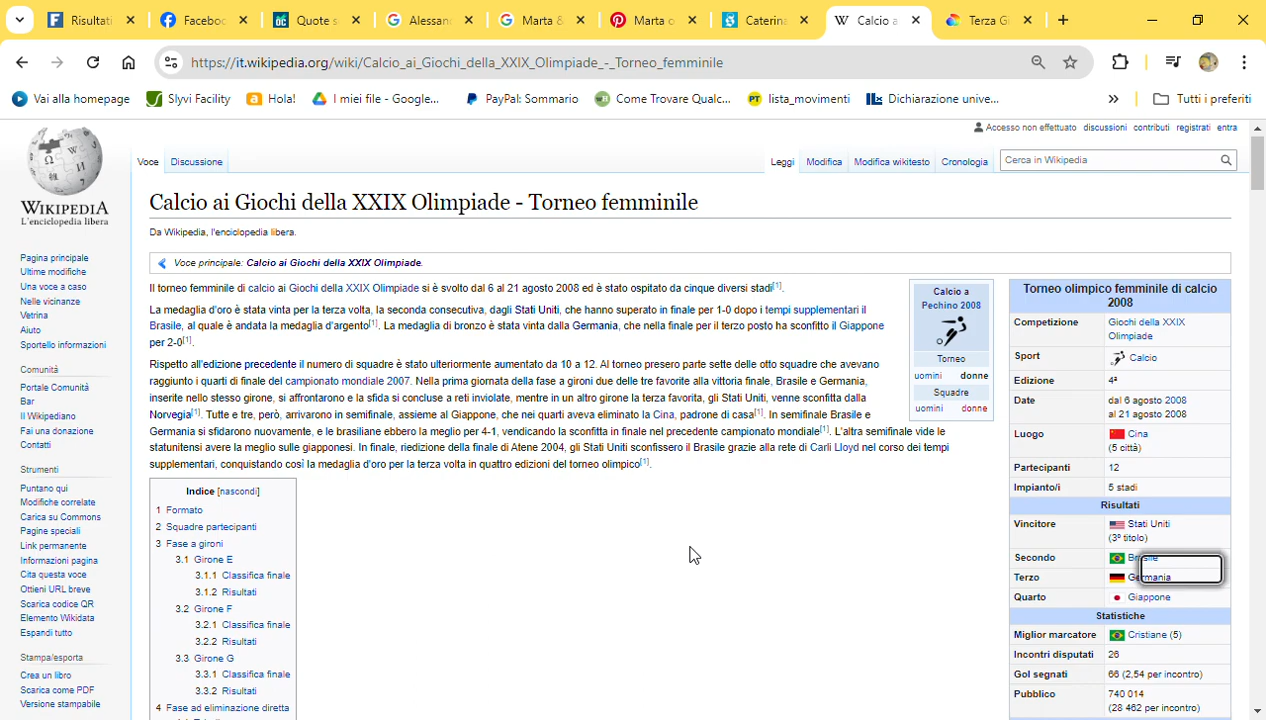 Risultati
Facebook
Quote s
Alessan
Marta &
Marta o
Caterina
Calcio a
Terza Gi
https://it.wikipedia.org/wiki/Calcio_ai_Giochi_della_XXIX_Olimpiade_-_Torneo_femminile
Vai alla homepage
Slyvi Facility
Hola!
I miei file - Google...
PayPal: Sommario
Come Trovare Qualc...
lista_movimenti
Dichiarazione unive...
Tutti i preferiti
Accesso non effettuato discussioni contributi registrati entra
Voce Discussione
Leggi Modifica Modifica wikitesto Cronologia
Cerca in Wikipedia
WIKIPEDIA
L'enciclopedia libera
Pagina principale
Ultime modifiche
Una voce a caso
Nelle vicinanze
Vetrina
Aiuto
Sportello informazioni
Comunità
Portale Comunità
Bar
Il Wikipediano
Fai una donazione
Contatti
Strumenti
Puntano qui
Modifiche correlate
Carica su Commons
Pagine speciali
Link permanente
Informazioni pagina
Cita questa voce
Ottieni URL breve
Scarica codice QR
Elemento Wikidata
Espandi tutto
Stampa/esporta
Crea un libro
Scarica come PDF
Versione stampabile
Calcio ai Giochi della XXIX Olimpiade - Torneo femminile
Da Wikipedia, l'enciclopedia libera.
Voce principale: Calcio ai Giochi della XXIX Olimpiade.
Il torneo femminile di calcio ai Giochi della XXIX Olimpiade si è svolto dal 6 al 21 agosto 2008 ed è stato ospitato da cinque diversi stadi[1].
La medaglia d'oro è stata vinta per la terza volta, la seconda consecutiva, dagli Stati Uniti, che hanno superato in finale per 1-0 dopo i tempi supplementari il
Brasile, al quale è andata la medaglia d'argento[1]. La medaglia di bronzo è stata vinta dalla Germania, che nella finale per il terzo posto ha sconfitto il Giappone
per 2-0[1].
Rispetto all'edizione precedente il numero di squadre è stato ulteriormente aumentato da 10 a 12. Al torneo presero parte sette delle otto squadre che avevano
raggiunto i quarti di finale del campionato mondiale 2007. Nella prima giornata della fase a gironi due delle tre favorite alla vittoria finale, Brasile e Germania,
inserite nello stesso girone, si affrontarono e la sfida si concluse a reti inviolate, mentre in un altro girone la terza favorita, gli Stati Uniti, venne sconfitta dalla
Norvegia[1]. Tutte e tre, però, arrivarono in semifinale, assieme al Giappone, che nei quarti aveva eliminato la Cina, padrone di casa[1]. In semifinale Brasile e
Germania si sfidarono nuovamente, e le brasiliane ebbero la meglio per 4-1, vendicando la sconfitta in finale nel precedente campionato mondiale[1]. L'altra semifinale vide le
statunitensi avere la meglio sulle giapponesi. In finale, riedizione della finale di Atene 2004, gli Stati Uniti sconfissero il Brasile grazie alla rete di Carli Lloyd nel corso dei tempi
supplementari, conquistando così la medaglia d'oro per la terza volta in quattro edizioni del torneo olimpico[1].
Indice [nascondi]
1 Formato
2 Squadre partecipanti
3 Fase a gironi
3.1 Girone E
3.1.1 Classifica finale
3.1.2 Risultati
3.2 Girone F
3.2.1 Classifica finale
3.2.2 Risultati
3.3 Girone G
3.3.1 Classifica finale
3.3.2 Risultati
4 Fase ad eliminazione diretta
Calcio a
Pechino 2008
Torneo
uomini donne
Squadre
uomini donne
Torneo olimpico femminile di calcio
2008
Competizione Giochi della XXIX
Olimpiade
Sport Calcio
Edizione 4ª
Date dal 6 agosto 2008
al 21 agosto 2008
Luogo Cina
(5 città)
Partecipanti 12
Impianto/i 5 stadi
Risultati
Vincitore Stati Uniti
(3º titolo)
Secondo Brasile
Terzo Germania
Quarto Giappone
Statistiche
Miglior marcatore Cristiane (5)
Incontri disputati 26
Gol segnati 66 (2,54 per incontro)
Pubblico 740 014
(28 462 per incontro)